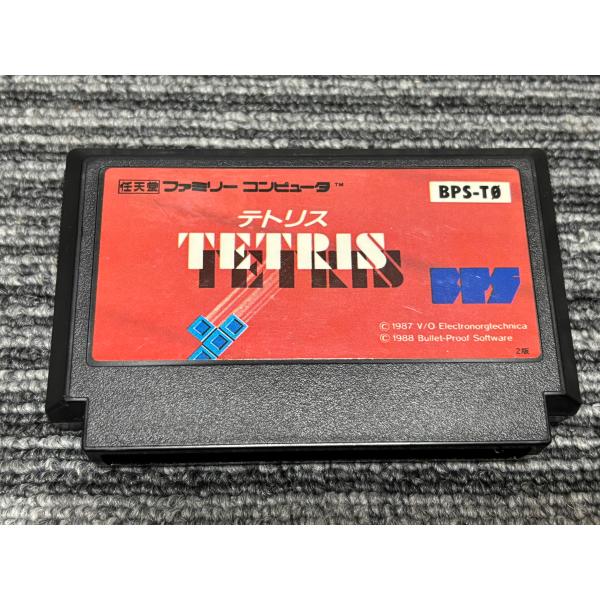 任天堂 ファミリー コンピュータ™
BPS-TØ
テトリス
TETRIS
BPS
© 1987 V/O Electronorgtechnica
© 1988 Bullet-Proof Software
2版